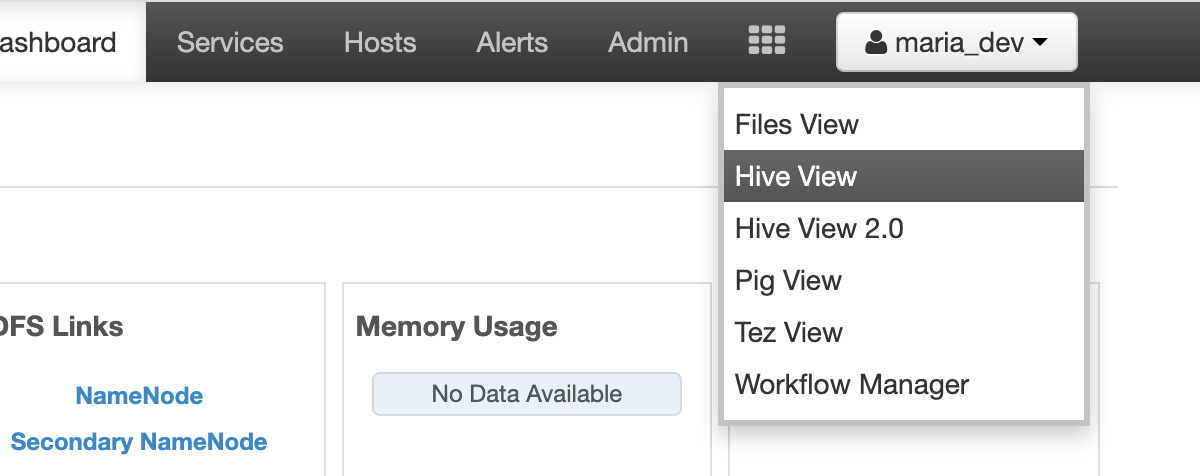 ashboard Services Hosts Alerts Admin maria_dev
Files View
Hive View
Hive View 2.0
Pig View
Tez View
Workflow Manager
DFS Links
NameNode
Secondary NameNode
Memory Usage
No Data Available